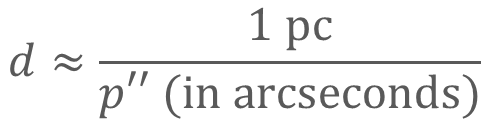 d ≈ 1 pc / p″ (in arcseconds)